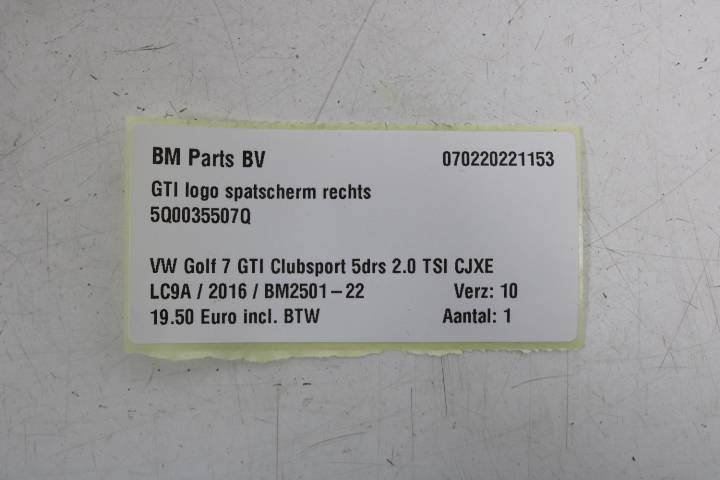 BM Parts BV 070220221153
GTI logo spatscherm rechts
5Q0035507Q
VW Golf 7 GTI Clubsport 5drs 2.0 TSI CJXE
LC9A / 2016 / BM2501-22 Verz: 10
19.50 Euro incl. BTW Aantal: 1